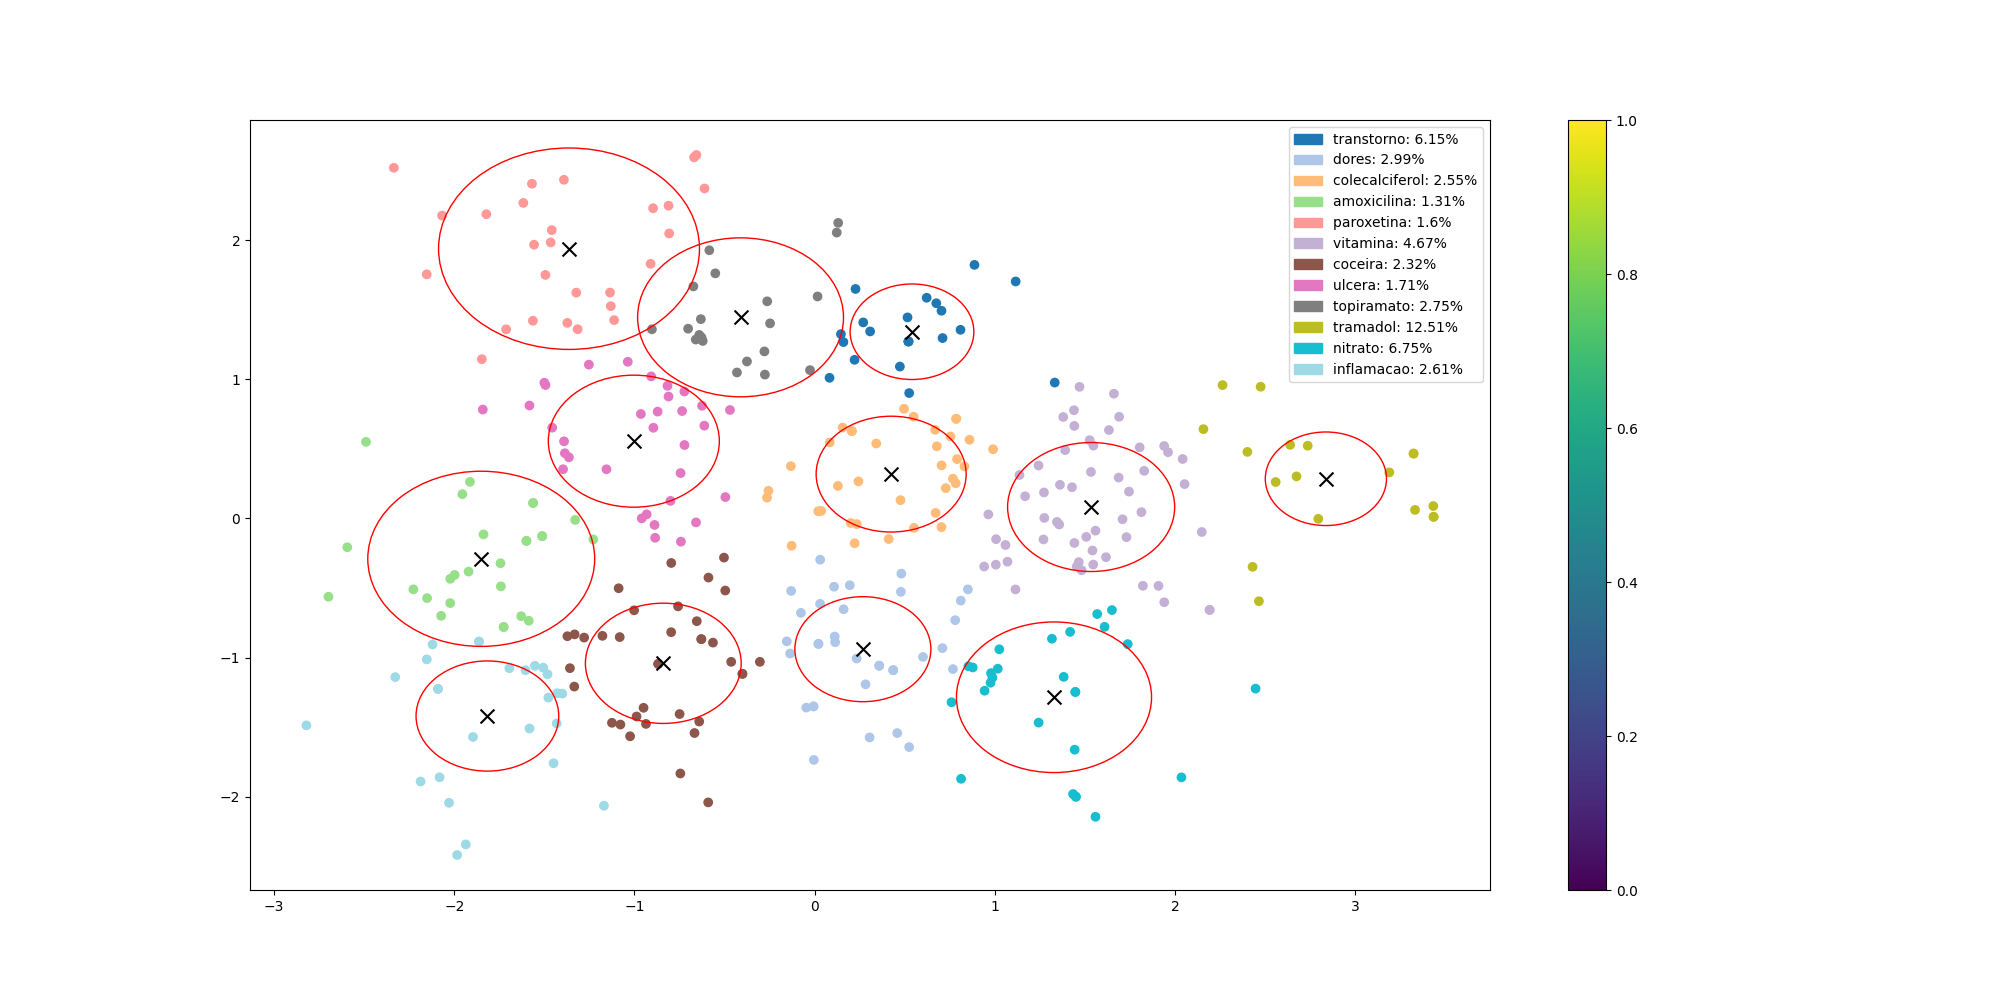 transtorno: 6.15%
dores: 2.99%
colecalciferol: 2.55%
amoxicilina: 1.31%
paroxetina: 1.6%
vitamina: 4.67%
coceira: 2.32%
ulcera: 1.71%
topiramato: 2.75%
tramadol: 12.51%
nitrato: 6.75%
inflamacao: 2.61%
2
1
0
−1
−2
−3 −2 −1 0 1 2 3
1.0
0.8
0.6
0.4
0.2
0.0